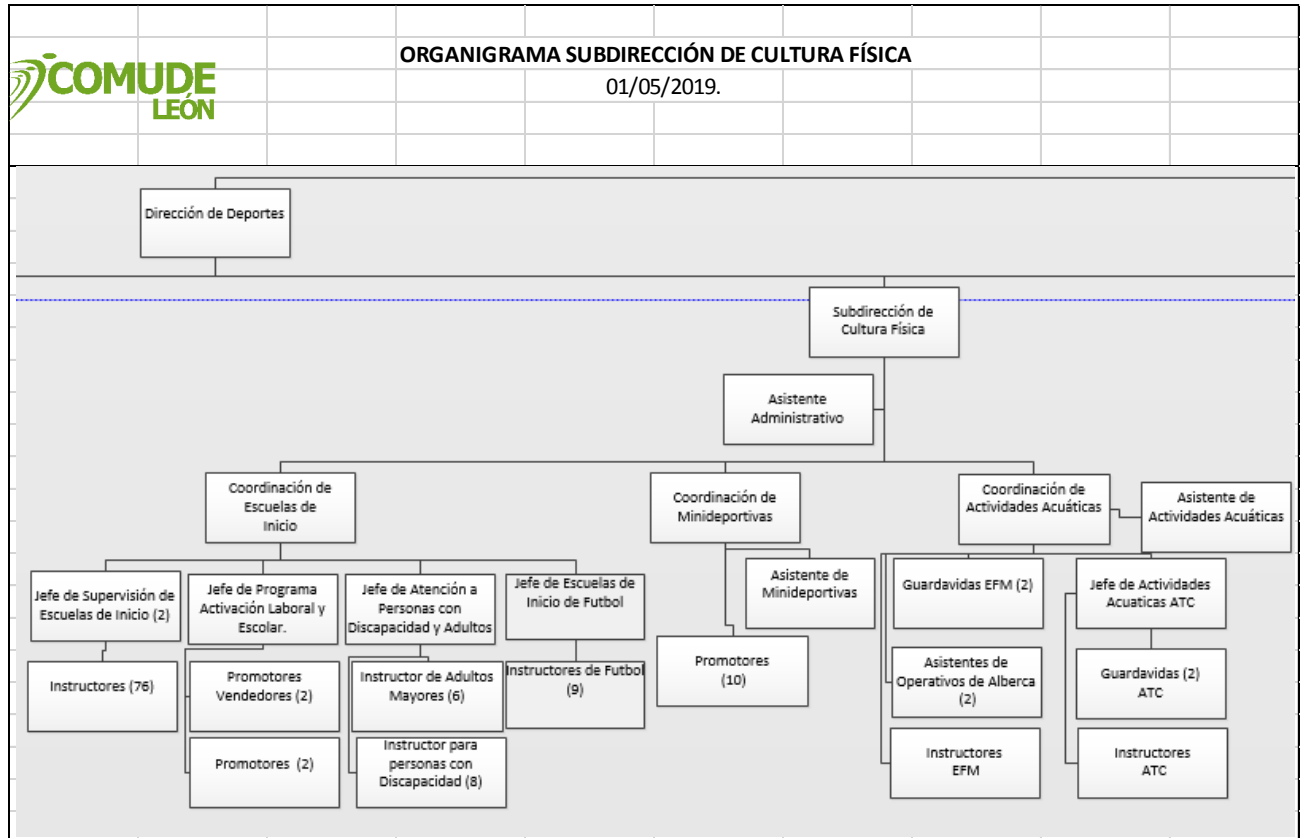 COMUDE
LEÓN
ORGANIGRAMA SUBDIRECCIÓN DE CULTURA FÍSICA
01/05/2019.
Dirección de Deportes
Subdirección de
Cultura Física
Asistente
Administrativo
Coordinación de
Escuelas de
Inicio
Coordinación de
Minideportivas
Coordinación de
Actividades Acuáticas
Asistente de
Actividades Acuáticas
Jefe de Supervisión de
Escuelas de Inicio (2)
Jefe de Programa
Activación Laboral y
Escolar.
Jefe de Atención a
Personas con
Discapacidad y Adultos
Jefe de Escuelas de
Inicio de Futbol
Asistente de
Minideportivas
Guardavidas EFM (2)
Jefe de Actividades
Acuaticas ATC
Instructores (76)
Promotores
Vendedores (2)
Instructor de Adultos
Mayores (6)
Instructores de Futbol
(9)
Promotores
(10)
Asistentes de
Operativos de Alberca
(2)
Guardavidas (2)
ATC
Promotores (2)
Instructor para
personas con
Discapacidad (8)
Instructores
EFM
Instructores
ATC